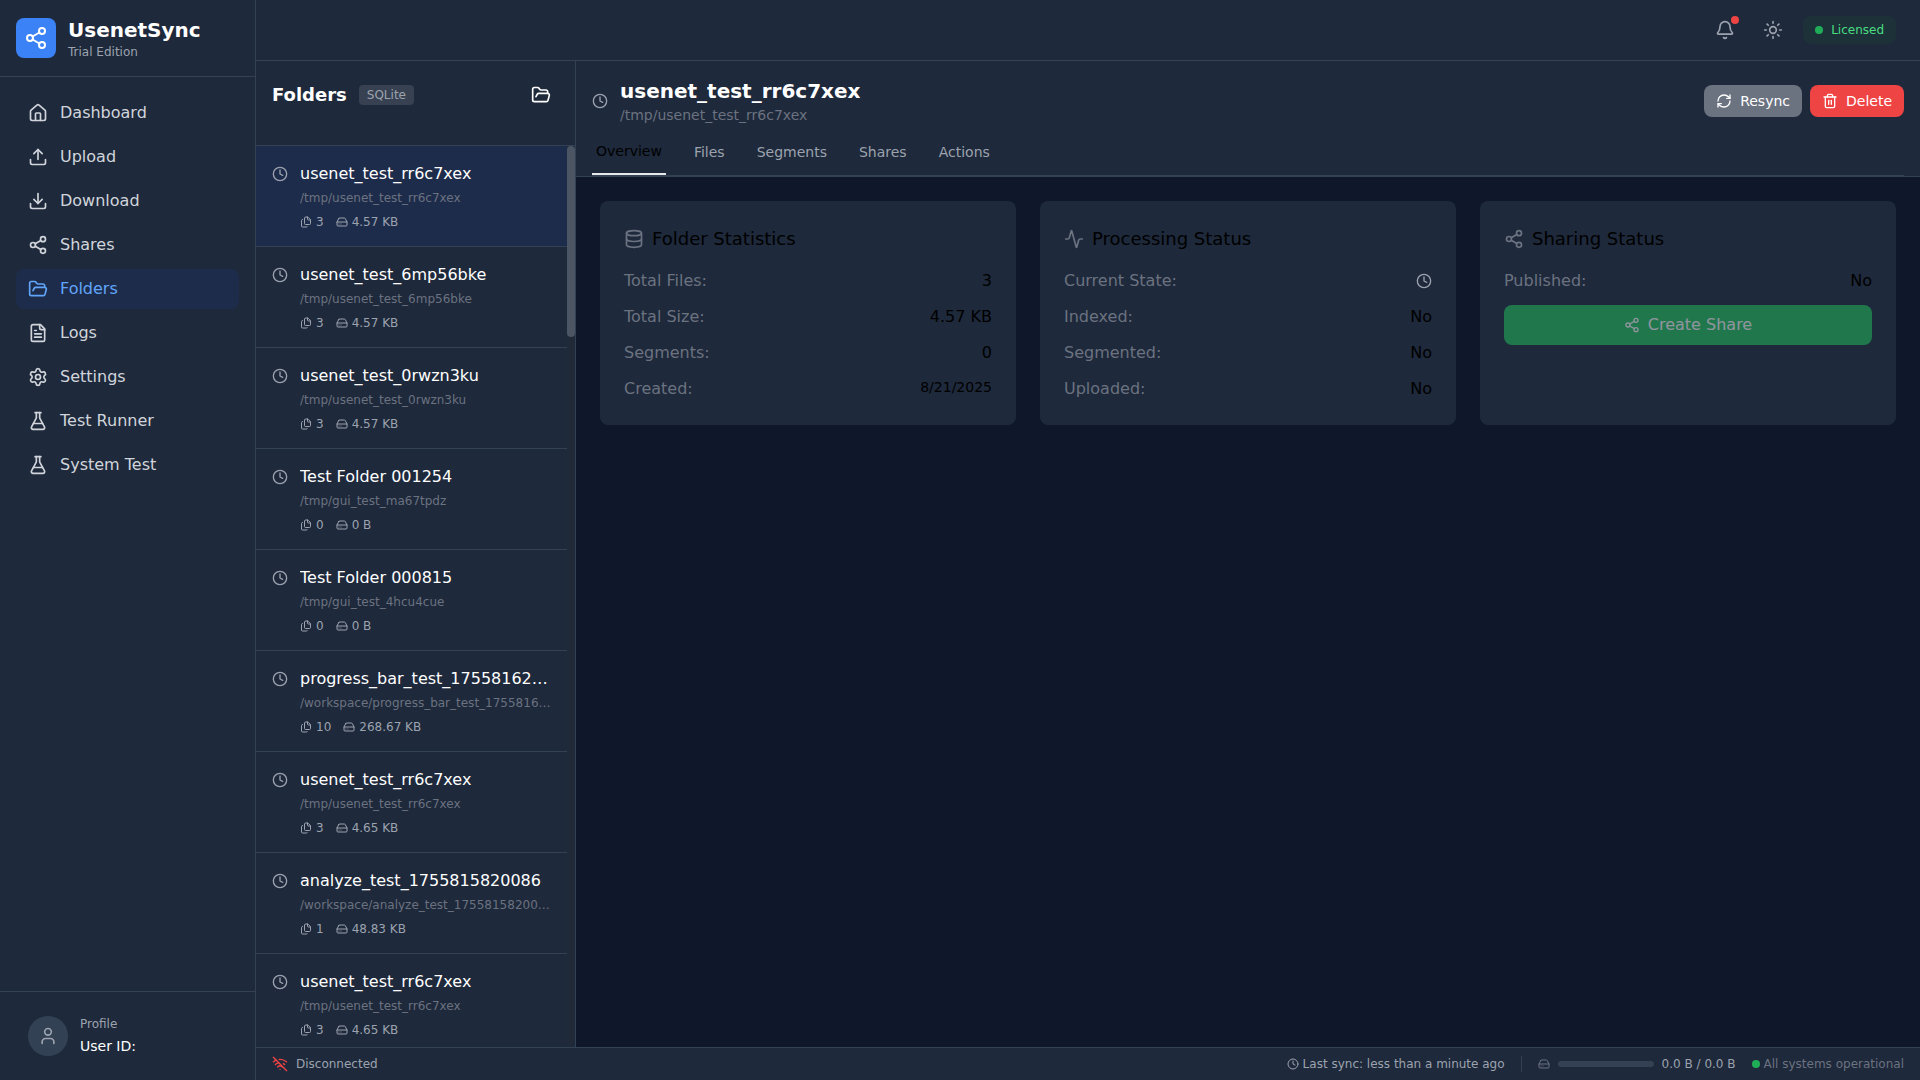 UsenetSync
Trial Edition
Dashboard
Upload
Download
Shares
Folders
Logs
Settings
Test Runner
System Test
Profile
User ID:
Licensed
Folders SQLite
usenet_test_rr6c7xex
/tmp/usenet_test_rr6c7xex
3 4.57 KB
usenet_test_6mp56bke
/tmp/usenet_test_6mp56bke
3 4.57 KB
usenet_test_0rwzn3ku
/tmp/usenet_test_0rwzn3ku
3 4.57 KB
Test Folder 001254
/tmp/gui_test_ma67tpdz
0 0 B
Test Folder 000815
/tmp/gui_test_4hcu4cue
0 0 B
progress_bar_test_17558162...
/workspace/progress_bar_test_1755816...
10 268.67 KB
usenet_test_rr6c7xex
/tmp/usenet_test_rr6c7xex
3 4.65 KB
analyze_test_1755815820086
/workspace/analyze_test_17558158200...
1 48.83 KB
usenet_test_rr6c7xex
/tmp/usenet_test_rr6c7xex
3 4.65 KB
usenet_test_rr6c7xex
/tmp/usenet_test_rr6c7xex
Resync Delete
Overview Files Segments Shares Actions
Folder Statistics
Total Files: 3
Total Size: 4.57 KB
Segments: 0
Created: 8/21/2025
Processing Status
Current State:
Indexed: No
Segmented: No
Uploaded: No
Sharing Status
Published: No
Create Share
Disconnected
Last sync: less than a minute ago
0.0 B / 0.0 B
All systems operational